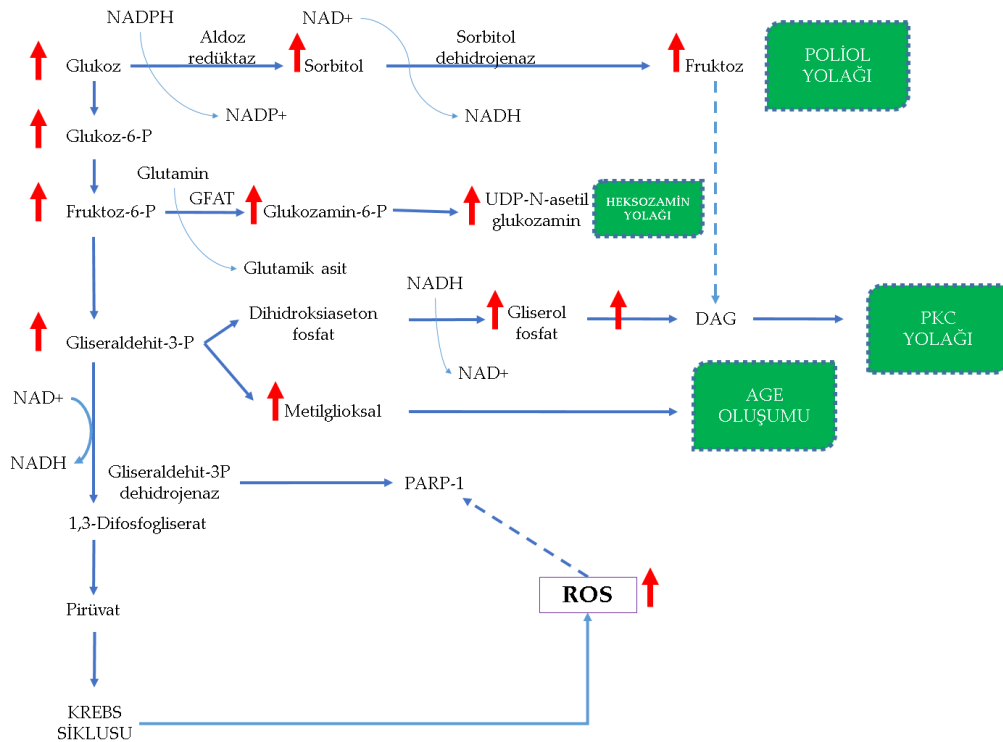 NADPH
NAD+
Aldoz
redüktaz
Sorbitol
dehidrojenaz
Glukoz
Sorbitol
Fruktoz
POLİOL
YOLAĞI
NADP+
NADH
Glukoz-6-P
Glutamin
GFAT
Fruktoz-6-P
Glukozamin-6-P
UDP-N-asetil
glukozamin
HEKSOZAMİN
YOLAĞI
Glutamik asit
NADH
Dihidroksiaseton
fosfat
Gliserol
fosfat
DAG
PKC
YOLAĞI
Gliseraldehit-3-P
NAD+
Metilglioksal
AGE
OLUŞUMU
NAD+
NADH
Gliseraldehit-3P
dehidrojenaz
PARP-1
1,3-Difosfogliserat
ROS
Pirüvat
KREBS
SİKLUSU